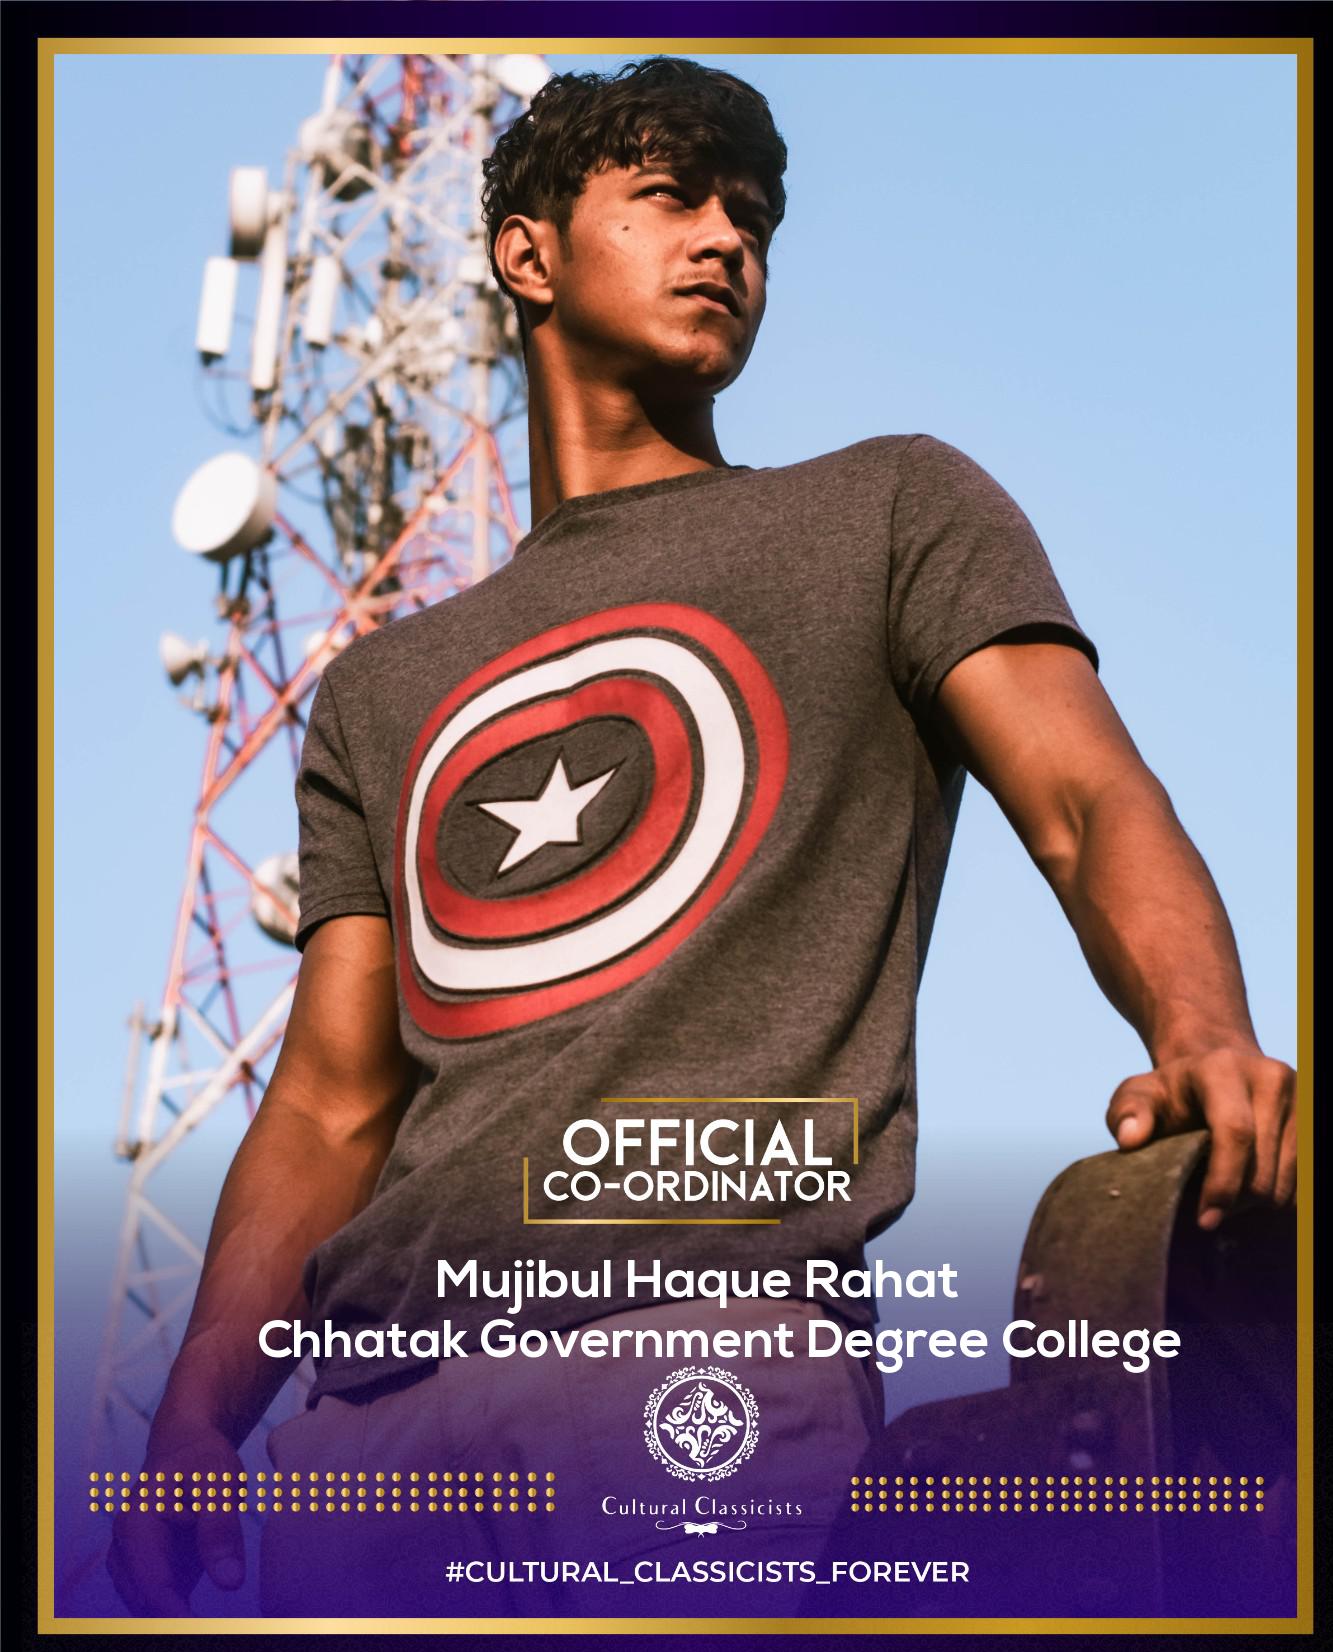 OFFICIAL
CO-ORDINATOR
Mujibul Haque Rahat
Chhatak Government Degree College
Cultural Classicists
#CULTURAL_CLASSICISTS_FOREVER